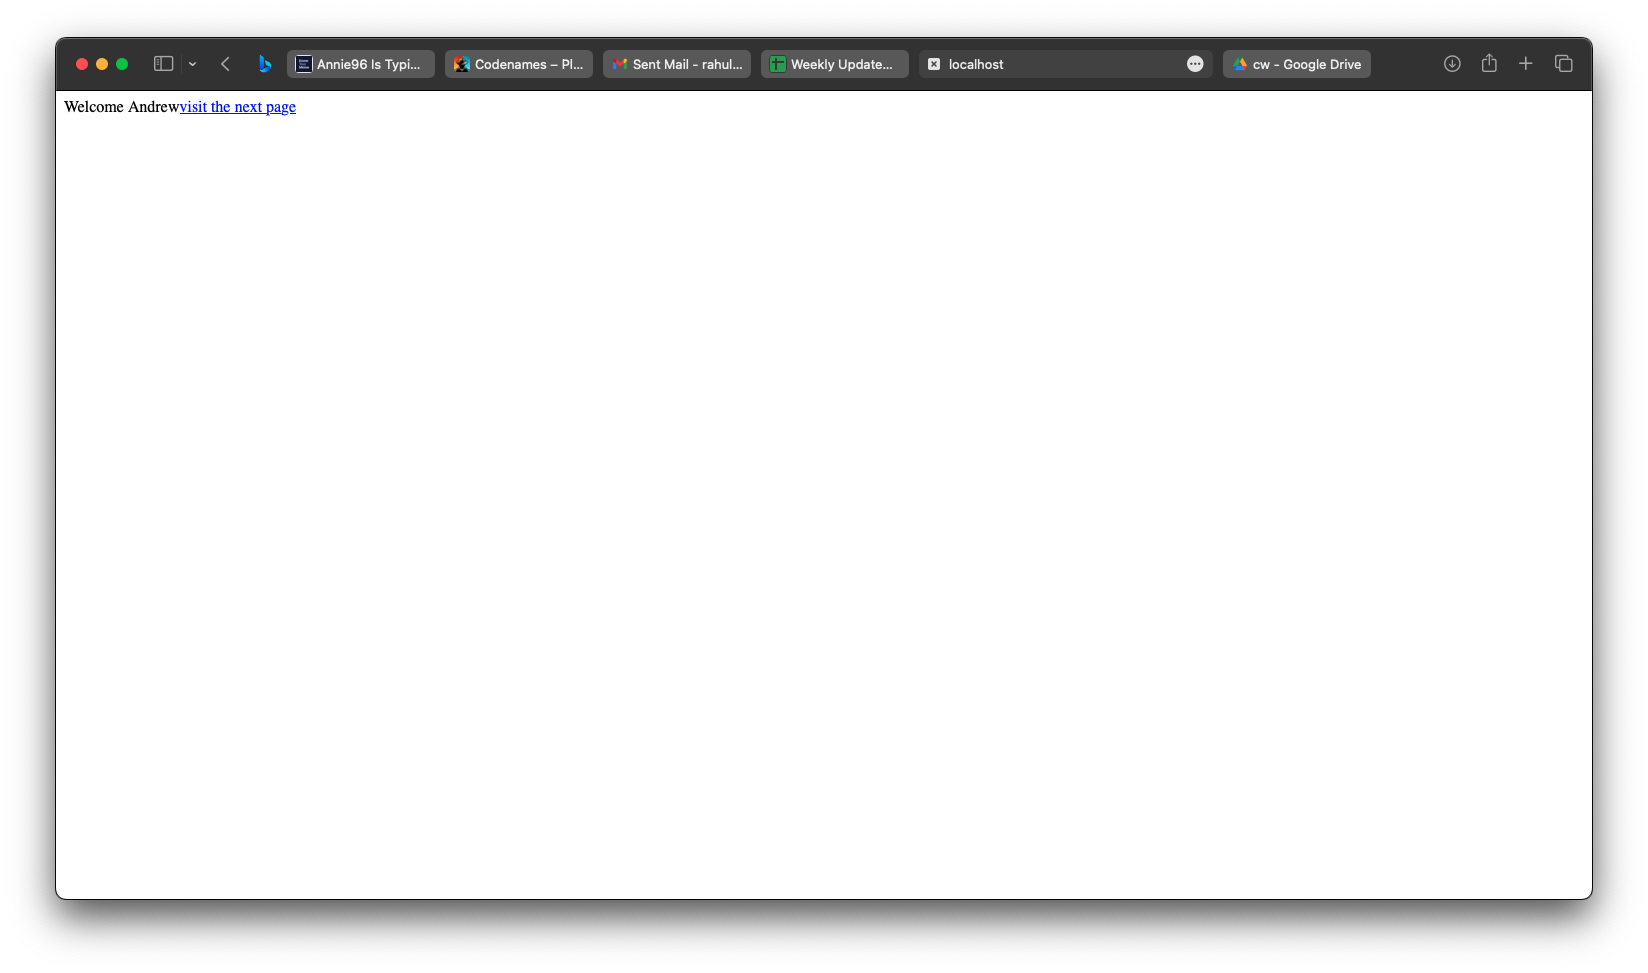 Annie96 Is Typi...
Codenames – Pl...
Sent Mail - rahul...
Weekly Update...
localhost
cw - Google Drive
Welcome Andrewvisit the next page